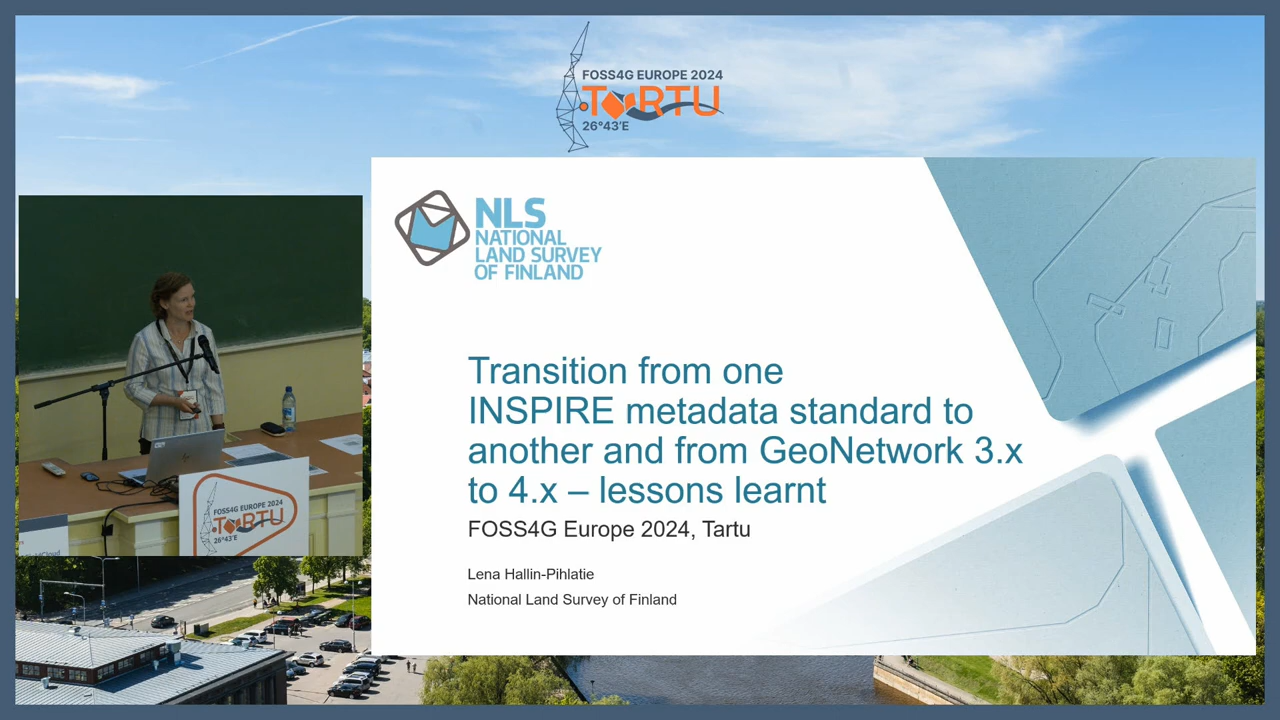 FOSS4G EUROPE 2024
TARTU
26°43'E
NLS
NATIONAL
LAND SURVEY
OF FINLAND
Transition from one
INSPIRE metadata standard to
another and from GeoNetwork 3.x
to 4.x – lessons learnt
FOSS4G Europe 2024, Tartu
Lena Hallin-Pihlatie
National Land Survey of Finland
FOSS4G EUROPE 2024
TARTU
26°43'E